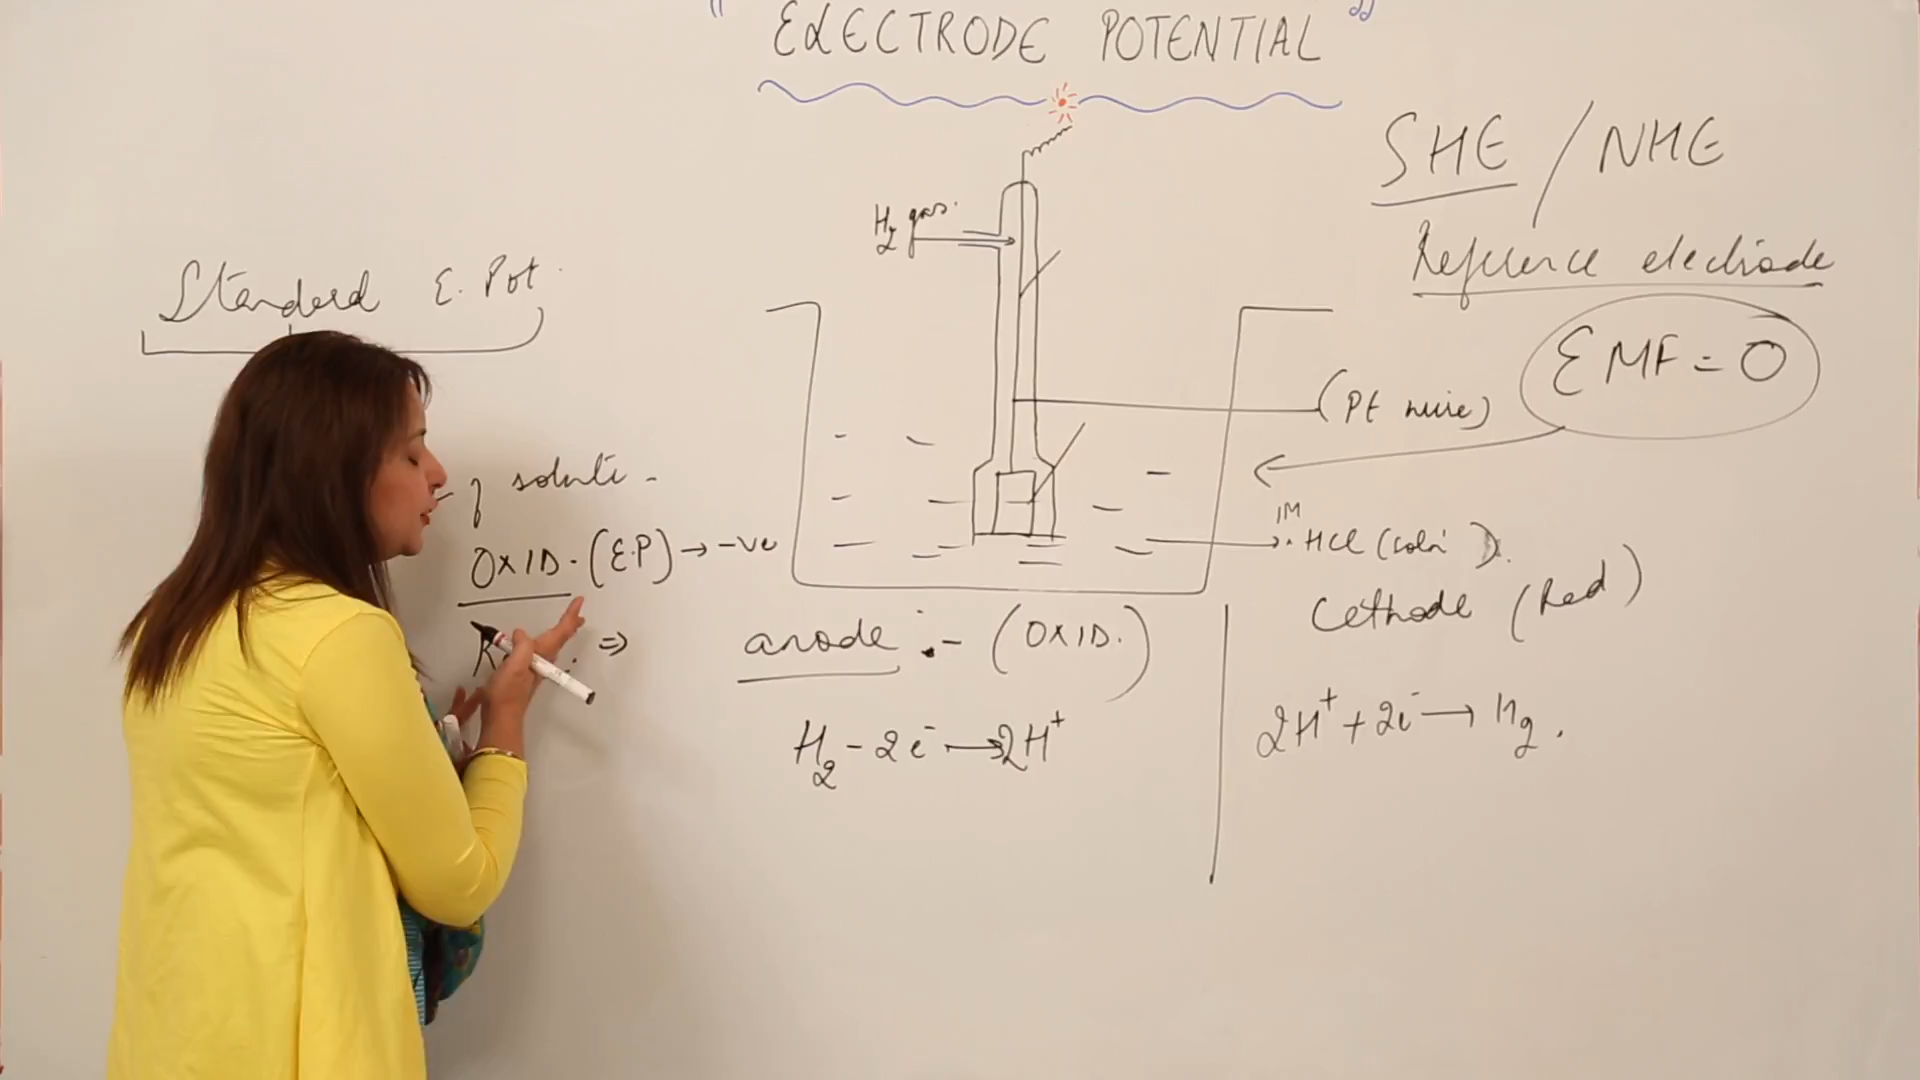 " ELECTRODE POTENTIAL "
SHE / NHE
Reference electrode
EMF = 0
H2 gas.
(Pt wire)
1M
HCl (soln).
Standard E. Pot.
of soluti -
OXID. (E.P) → -ve
⇒
anode :- (OXID.)
H2 - 2e- → 2H+
Cathode (Red)
2H+ + 2e- → H2.